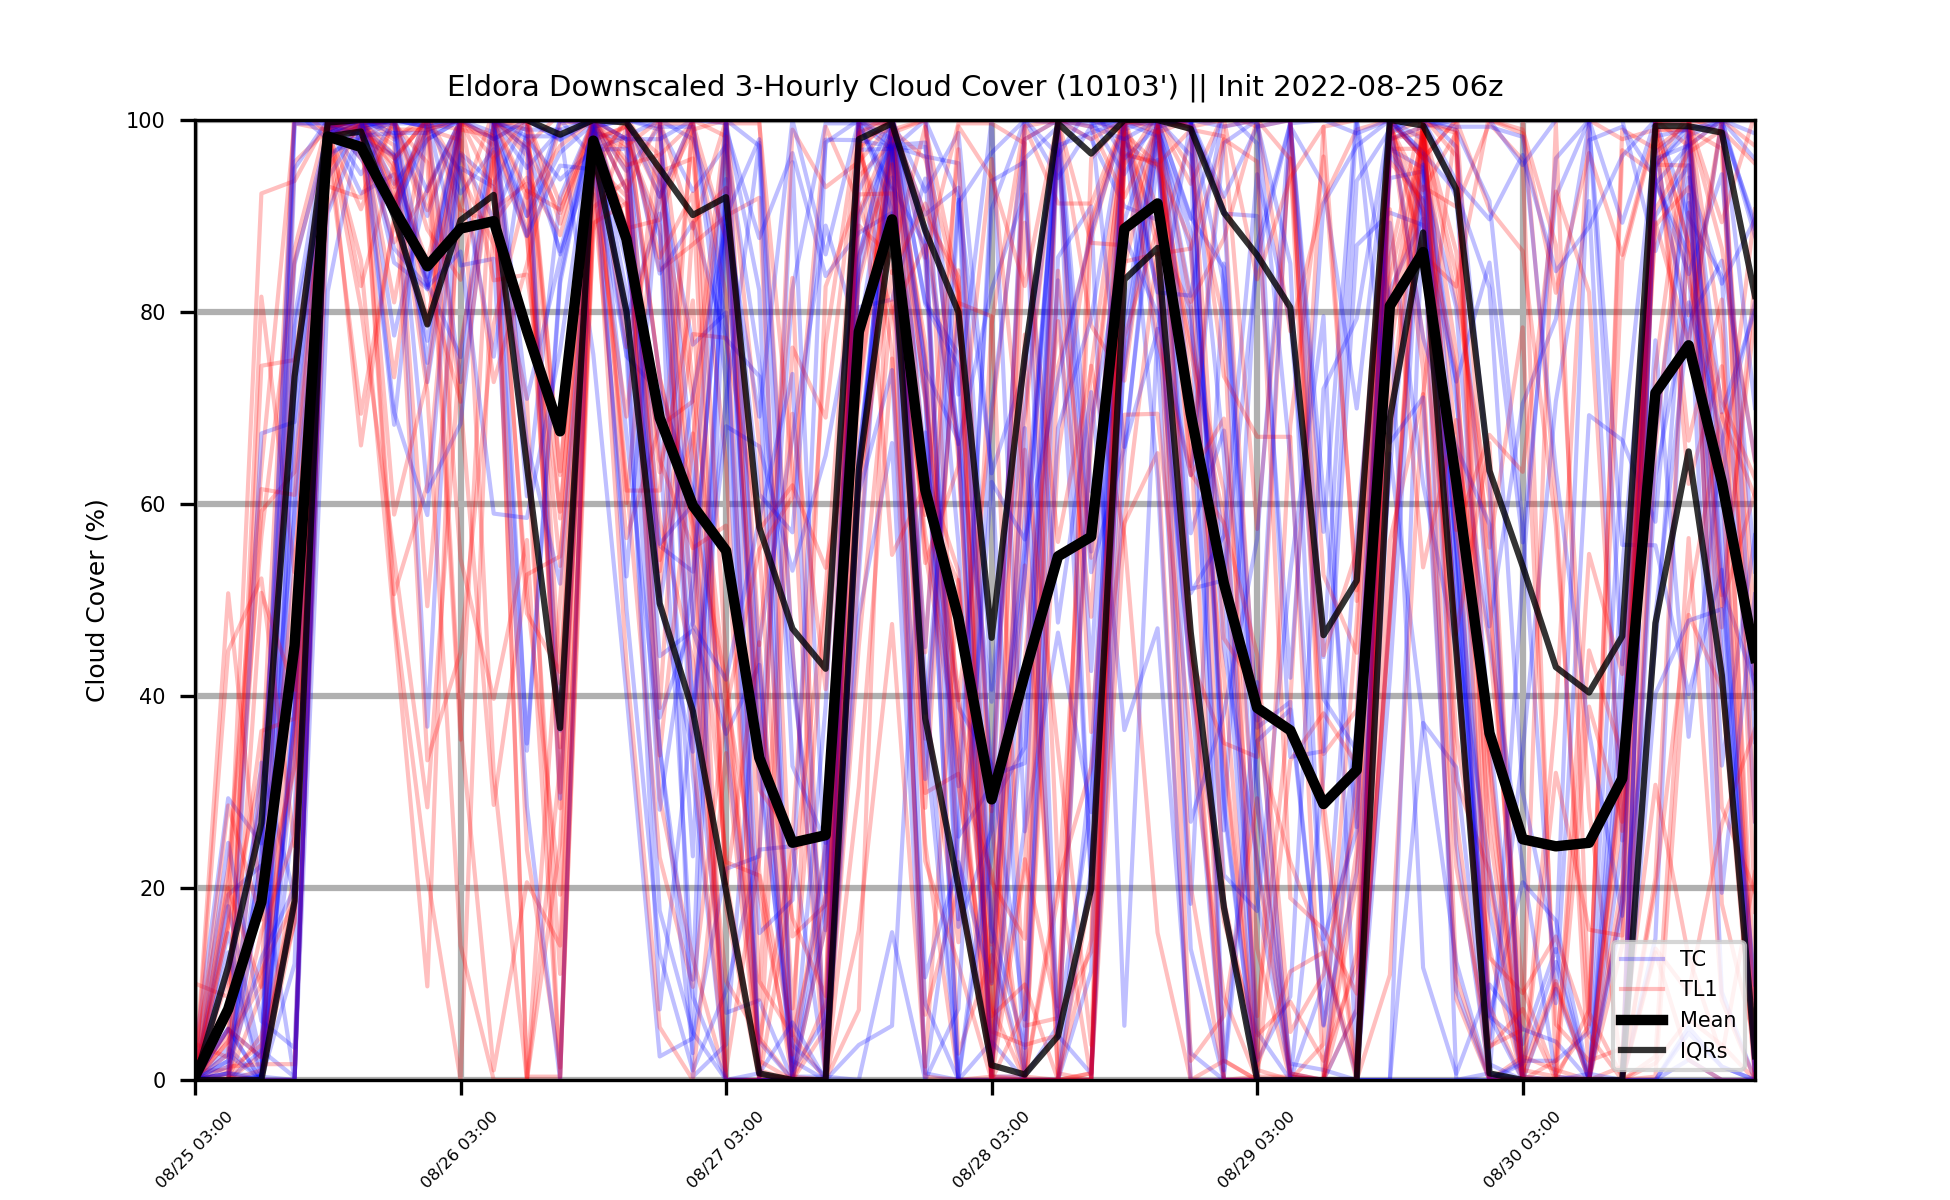 Eldora Downscaled 3-Hourly Cloud Cover (10103') || Init 2022-08-25 06z
Cloud Cover (%)
100
80
60
40
20
0
TC
TL1
Mean
IQRs
08/25 03:00
08/26 03:00
08/27 03:00
08/28 03:00
08/29 03:00
08/30 03:00